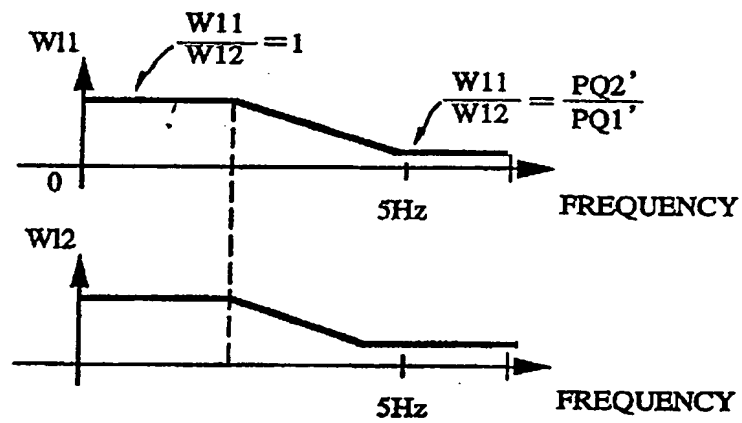 W11
W11/W12 = 1
W11/W12 = PQ2'/PQ1'
0
5Hz
FREQUENCY
W12
5Hz
FREQUENCY